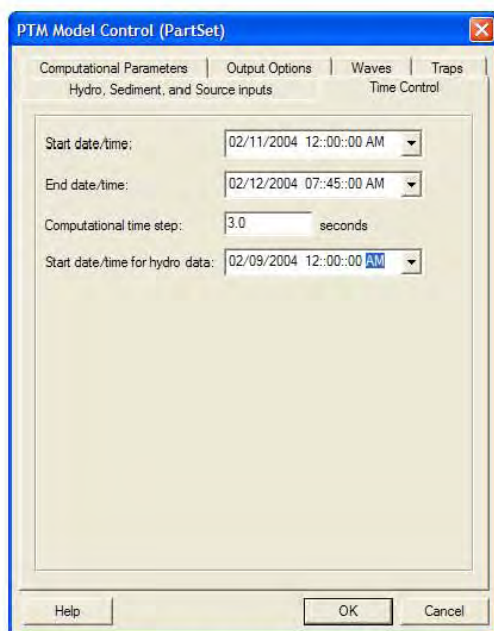 PTM Model Control (PartSet)
Computational Parameters Output Options Waves Traps
Hydro, Sediment, and Source inputs Time Control
Start date/time: 02/11/2004 12::00::00 AM
End date/time: 02/12/2004 07::45::00 AM
Computational time step: 3.0 seconds
Start date/time for hydro data: 02/09/2004 12::00::00 AM
Help OK Cancel